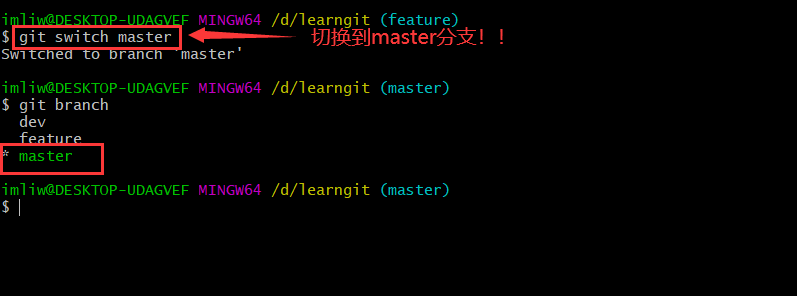 imliw@DESKTOP-UDAGVEF MINGW64 /d/learngit (feature)
$ git switch master 切换到master分支！！
Switched to branch 'master'
imliw@DESKTOP-UDAGVEF MINGW64 /d/learngit (master)
$ git branch
dev
feature
* master
imliw@DESKTOP-UDAGVEF MINGW64 /d/learngit (master)
$